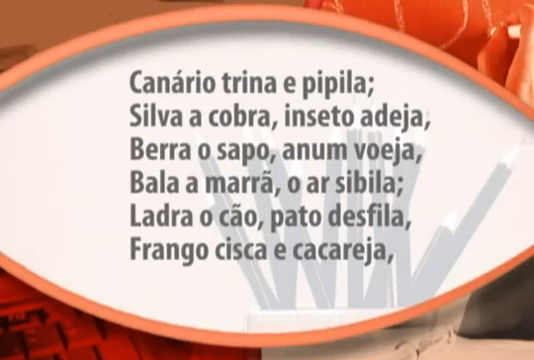 Canário trina e pipila;
Silva a cobra, inseto adeja,
Berra o sapo, anum voeja,
Bala a marrã, o ar sibila;
Ladra o cão, pato desfila,
Frango cisca e cacareja,